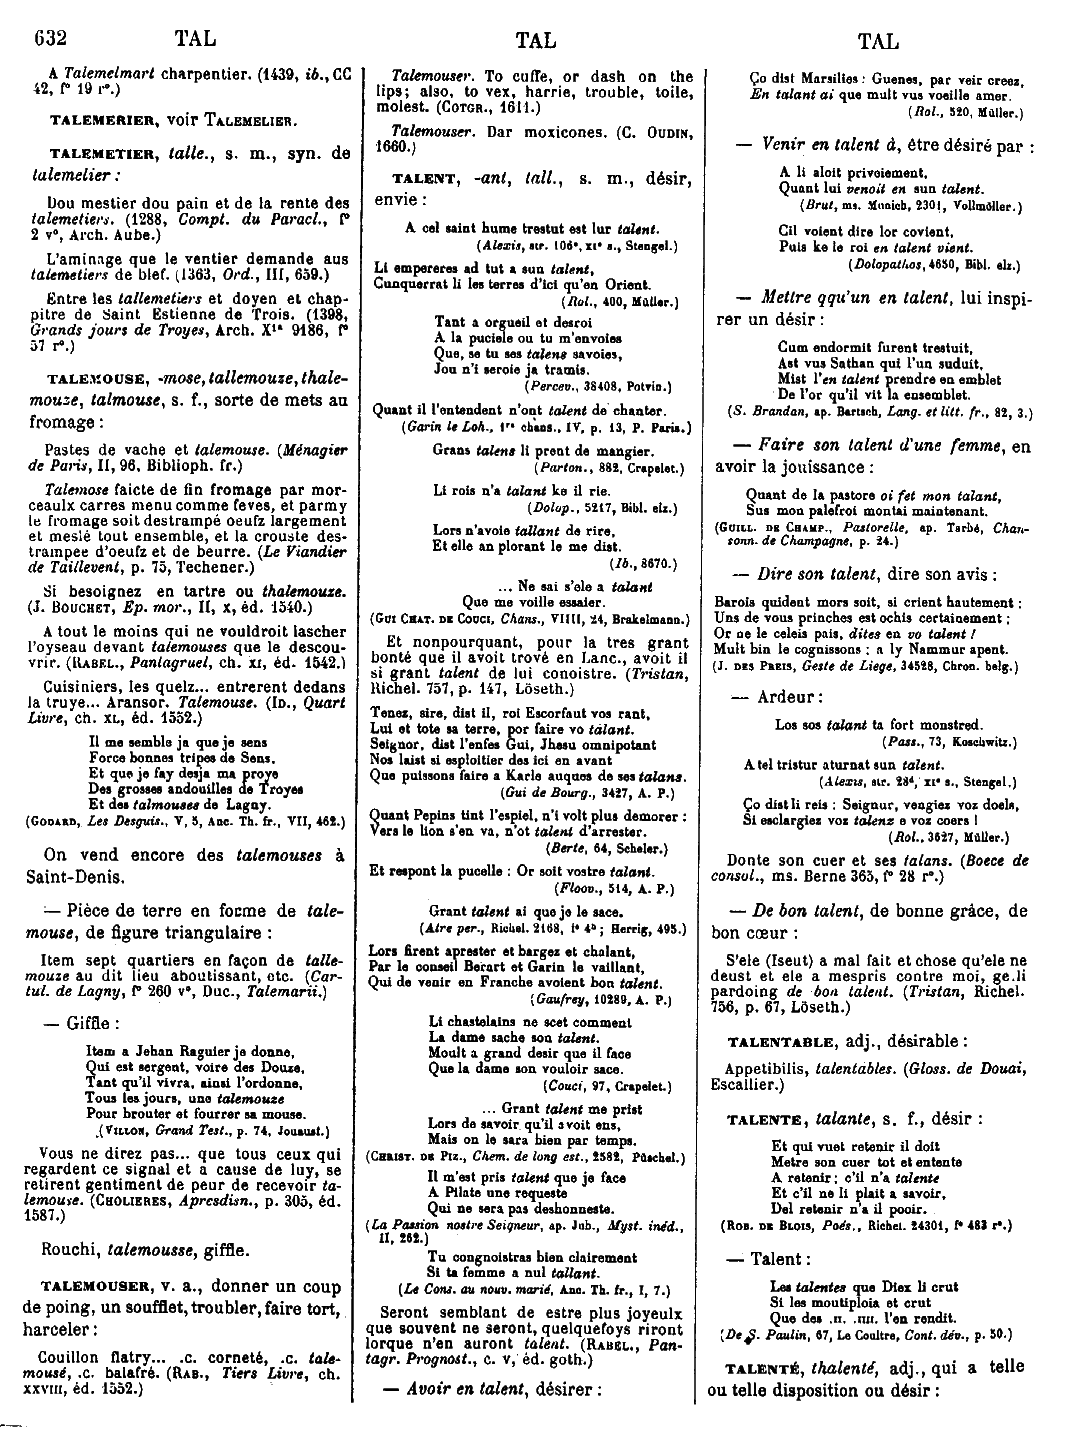 632 TAL TAL TAL
A Talemelmart charpentier. (1439, ib., CC
42, f° 19 r°.)
TALEMERIER, voir TALEMELIER.
TALEMETIER, talle., s. m., syn. de
talemelier :
Dou mestier dou pain et de la rente des
talemetiers. (1288, Compt. du Paracl., f°
2 v°, Arch. Aube.)
L'aminage que le ventier demande aus
talemetiers de blef. (1363, Ord., III, 659.)
Entre les tallemetiers et doyen et chap-
pitre de Saint Estienne de Trois. (1398,
Grands jours de Troyes, Arch. X1a 9186, f°
57 r°.)
TALEMOUSE, -mose, tallemouze, thale-
mouze, talmouse, s. f., sorte de mets au
fromage :
Pastes de vache et talemouse. (Ménagier
de Paris, II, 96, Biblioph. fr.)
Talemose faicte de fin fromage par mor-
ceaulx carres menu comme feves, et parmy
le fromage soit destrampé oeufz largement
et meslé tout ensemble, et la crouste des-
trampee d'oeufz et de beurre. (Le Viandier
de Taillevent, p. 75, Techener.)
Si besoignez en tartre ou thalemouze.
(J. BOUCHET, Ep. mor., II, x, éd. 1540.)
A tout le moins qui ne vouldroit lascher
l'oyseau devant talemouses que le descou-
vrir. (RABEL., Pantagruel, ch. XI, éd. 1542.)
Cuisiniers, les quelz... entrerent dedans
la truye... Aransor. Talemouse. (ID., Quart
Livre, ch. XL, éd. 1552.)
Il me semble ja que je sens
Force bonnes tripes de Sens,
Et que je fay desja ma proye
Des grosses andouilles de Troyes
Et des talmouses de Lagny.
(GODARD, Les Desguis., V, 5, Anc. Th. fr., VII, 462.)
On vend encore des talemouses à
Saint-Denis.
— Pièce de terre en forme de tale-
mouse, de figure triangulaire :
Item sept quartiers en façon de talle-
mouze au dit lieu aboutissant, etc. (Car-
tul. de Lagny, f° 260 v°, Duc., Talemarii.)
— Giffle :
Item a Jehan Raguier je donne,
Qui est sergent, voire des Douze,
Tant qu'il vivra, ainsi l'ordonne,
Tous les jours, une talemouze
Pour brouter et fourrer sa mouse.
(VILLON, Grand Test., p. 74, Jouaust.)
Vous ne direz pas... que tous ceux qui
regardent ce signal et a cause de luy, se
retirent gentiment de peur de recevoir ta-
lemouse. (CHOLIERES, Apresdisn., p. 305, éd.
1587.)
Rouchi, talemousse, giffle.
TALEMOUSER, v. a., donner un coup
de poing, un soufflet, troubler, faire tort,
harceler :
Couillon flatry... .c. corneté, .c. tale-
mousé, .c. balafré. (RAB., Tiers Livre, ch.
XXVIII, éd. 1552.)
Talemouser. To cuffe, or dash on the
lips; also, to vex, harrie, trouble, toile,
molest. (COTGR., 1611.)
Talemouser. Dar moxicones. (C. OUDIN,
1660.)
TALENT, -ant, tall., s. m., désir,
envie :
A cel saint hume trestut est lur talent.
(Alexis, str. 106e, XIe s., Stengel.)
Li empereres ad tut a sun talent,
Cunquerrat li les terres d'ici qu'en Orient.
(Rol., 400, Müller.)
Tant a orgueil et desroi
A la puciele ou tu m'envoies
Que, se tu ses talens savoies,
Jou n'i seroie ja tramis.
(Percev., 38408, Potvin.)
Quant il l'entendent n'ont talent de chanter.
(Garin le Loh., 1re chans., IV, p. 13, P. Paris.)
Grans talens li prent de mangier.
(Parton., 882, Crapelet.)
Li rois n'a talant ke il rie.
(Dolop., 5217, Bibl. elz.)
Lors n'avoie tallant de rire,
Et elle an plorant le me dist.
(Ib., 8670.)
... Ne sai s'ele a talant
Que me voille essaier.
(GUI CHAT. DE COUCI, Chans., VIIII, 24, Brakelmann.)
Et nonpourquant, pour la tres grant
bonté que il avoit trové en Lanc., avoit il
si grant talent de lui conoistre. (Tristan,
Richel. 757, p. 147, Löseth.)
Tenez, sire, dist il, roi Escorfaut vos rant,
Lui et tote sa terre, por faire vo talant.
Seignor, dist l'enfes Gui, Jhesu omnipotant
Nos laist si esploitier des ici en avant
Que puissons faire a Karle auques de ses talans.
(Gui de Bourg., 3427, A. P.)
Quant Pepins tint l'espiel, n'i volt plus demorer :
Vers le lion s'en va, n'ot talent d'arrester.
(Berte, 64, Scheler.)
Et respont la pucelle : Or soit vostre talant.
(Floov., 514, A. P.)
Grant talent ai que je le sace.
(Atre per., Richel. 2168, f° 4b; Herrig, 495.)
Lors firent aprester et bargez et chalant,
Par le conseil Berart et Garin le vaillant,
Qui de venir en Franche avoient bon talent.
(Gaufrey, 10289, A. P.)
Li chastelains ne scet comment
La dame sache son talent.
Moult a grand desir que il face
Que la dame son vouloir sace.
(Couci, 97, Crapelet.)
... Grant talent me prist
Lors de savoir qu'il avoit ens,
Mais on le sara bien par temps.
(CHRIST. DE PIZ., Chem. de long est., 2582, Püschel.)
Il m'est pris talent que je face
A Pilate une requeste
Qui ne sera pas deshonneste.
(La Passion nostre Seigneur, ap. Jub., Myst. inéd.,
II, 262.)
Tu congnoistras bien clairement
Si ta femme a nul tallant.
(Le Cons. au nouv. marié, Anc. Th. fr., I, 7.)
Seront semblant de estre plus joyeulx
que souvent ne seront, quelquefoys riront
lorque n'en auront talent. (RABEL., Pan-
tagr. Prognost., c. V, éd. goth.)
— Avoir en talent, désirer :
Ço dist Marsilies : Guenes, par veir creez,
En talant ai que mult vus voeille amer.
(Rol., 520, Müller.)
— Venir en talent à, être désiré par :
A li aloit privoiement,
Quant lui venoit en sun talent.
(Brut, ms. Munich, 2301, Vollmöller.)
Cil voient dire lor covient,
Puis ke le roi en talent vient.
(Dolopathos, 4650, Bibl. elz.)
— Mettre qqu'un en talent, lui inspi-
rer un désir :
Cum endormit furent trestuit,
Ast vus Sathan qui l'un suduit,
Mist l'en talent prendre en emblet
De l'or qu'il vit la ensemblet.
(S. Brandan, ap. Bartsch, Lang. et litt. fr., 82, 3.)
— Faire son talent d'une femme, en
avoir la jouissance :
Quant de la pastore oi fet mon talant,
Sus mon palefroi montai maintenant.
(GUILL. DE CHAMP., Pastorelle, ap. Tarbé, Chan-
sonn. de Champagne, p. 24.)
— Dire son talent, dire son avis :
Barois quident mors soit, si crient hautement ;
Uns de vous princhés est ochis certainement ;
Or ne le celeis pais, dites en vo talent !
Mult bin le cognissons : a ly Nammur apent.
(J. DES PREIS, Geste de Liege, 34528, Chron. belg.)
— Ardeur :
Los sos talant ta fort monstred.
(Pass., 73, Koschwitz.)
A tel tristur aturnat sun talent.
(Alexis, str. 28d, XIe s., Stengel.)
Ço dist li reis : Seignur, vengiez voz doels,
Si esclargiez voz talenz e voz coers !
(Rol., 3627, Müller.)
Donte son cuer et ses talans. (Boece de
consol., ms. Berne 365, f° 28 r°.)
— De bon talent, de bonne grâce, de
bon cœur :
S'ele (Iseut) a mal fait et chose qu'ele ne
deust et ele a mespris contre moi, ge li
pardoing de bon talent. (Tristan, Richel.
756, p. 67, Löseth.)
TALENTABLE, adj., désirable :
Appetibilis, talentables. (Gloss. de Douai,
Escallier.)
TALENTE, talante, s. f., désir :
Et qui vuet retenir il doit
Metre son cuer tot et entente
A retenir ; c'il n'a talente
Et c'il ne li plait a savoir,
Del retenir n'a il pooir.
(ROB. DE BLOIS, Poés., Richel. 24301, f° 483 r°.)
— Talent :
Les talentes que Diex li crut
Si les moutiploia et crut
Que des .II. .IIII. l'en rendit.
(De S. Paulin, 67, Le Coultre, Cont. dév., p. 50.)
TALENTÉ, thalenté, adj., qui a telle
ou telle disposition ou désir :